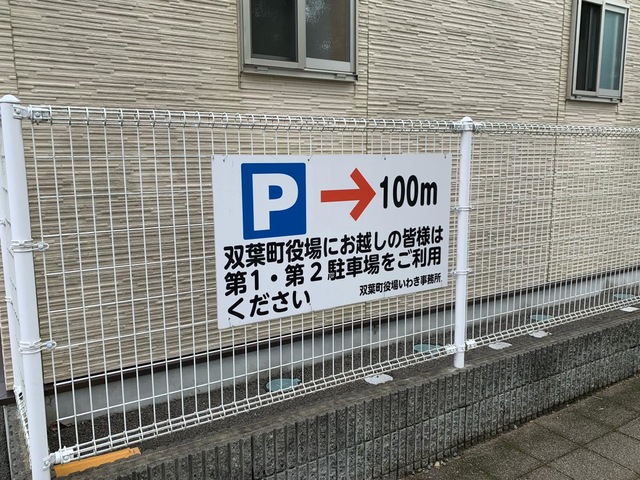 P → 100m
双葉町役場にお越しの皆様は
第1・第2駐車場をご利用
ください
双葉町役場いわき事務所